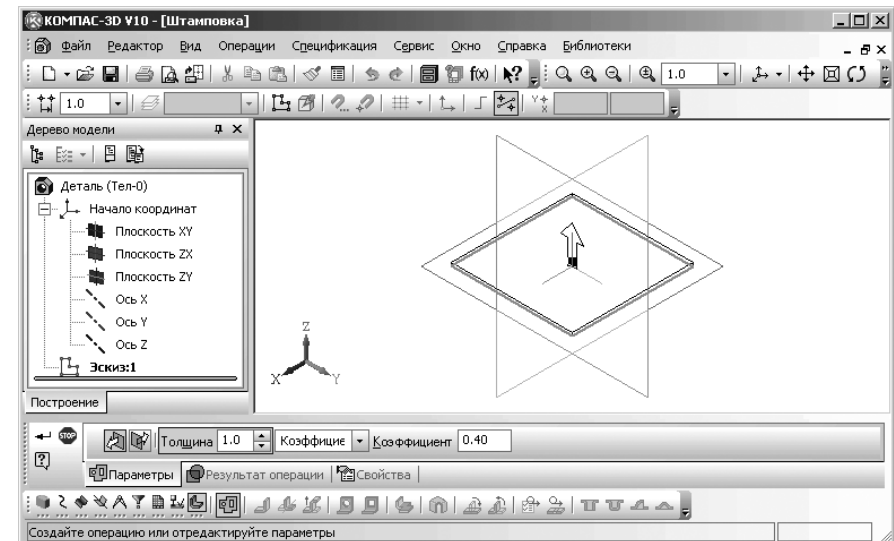 КОМПАС-3D V10 - [Штамповка]
Файл Редактор Вид Операции Спецификация Сервис Окно Справка Библиотеки
f(x) 1.0
1.0
Дерево модели
Деталь (Тел-0)
Начало координат
Плоскость XY
Плоскость ZX
Плоскость ZY
Ось X
Ось Y
Ось Z
Эскиз:1
Построение
Z
X Y
STOP Толщина 1.0 Коэффицие Коэффициент 0.40
Параметры Результат операции Свойства
Создайте операцию или отредактируйте параметры